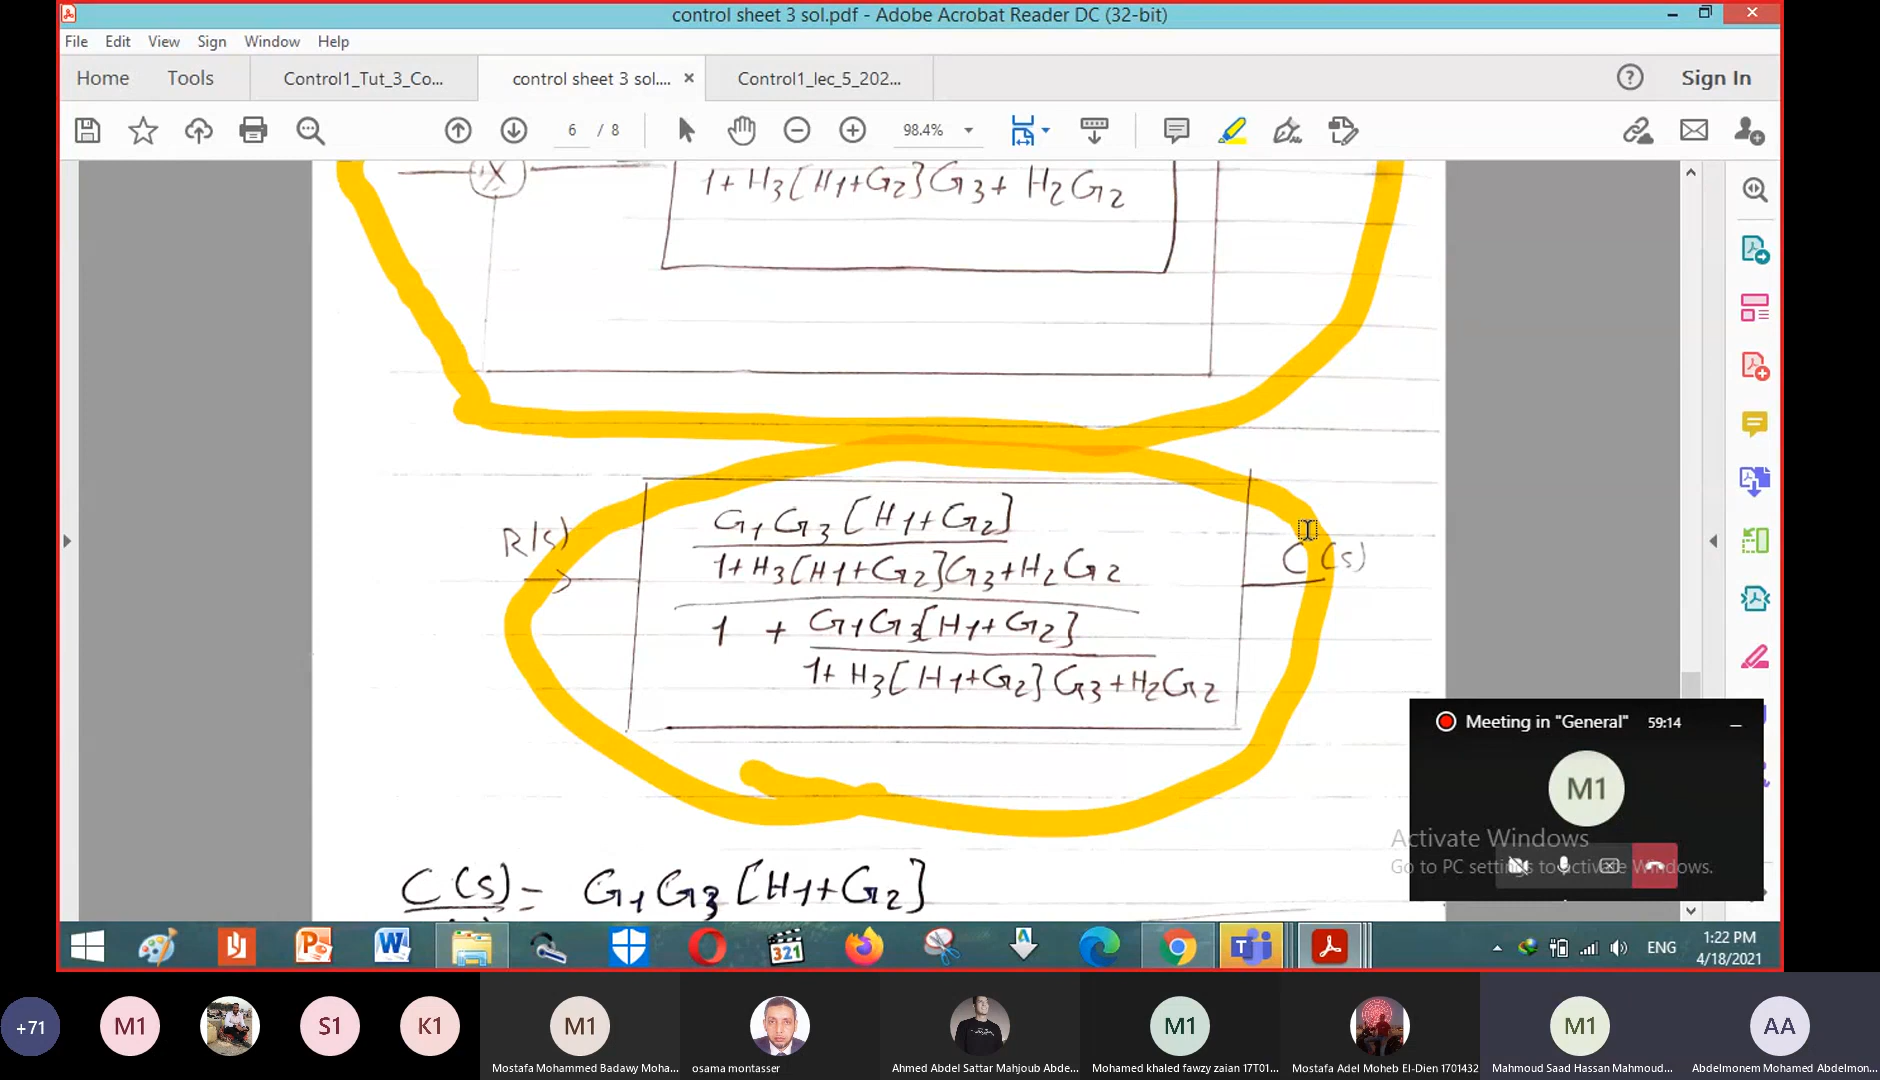 control sheet 3 sol.pdf - Adobe Acrobat Reader DC (32-bit)
File Edit View Sign Window Help
Home Tools Control1_Tut_3_Co... control sheet 3 sol.... × Control1_lec_5_202... Sign In
6 / 8 98.4%
X
1+H3[H1+G2]G3+H2G2
G1G3[H1+G2]
R(s) 1+H3[H1+G2]G3+H2G2 C(s)
1 + G1G3[H1+G2]
1+H3[H1+G2]G3+H2G2
Meeting in "General" 59:14
M1
Activate Windows
Go to PC settings to activate Windows.
C(s) = G1G3[H1+G2]
321
ENG
1:22 PM
4/18/2021
+71 M1 S1 K1 M1 M1 M1 AA
Mostafa Mohammed Badawy Moha... osama montasser Ahmed Abdel Sattar Mahjoub Abde... Mohamed khaled fawzy zaian 17T01... Mostafa Adel Moheb El-Dien 1701432 Mahmoud Saad Hassan Mahmoud... Abdelmonem Mohamed Abdelmon...